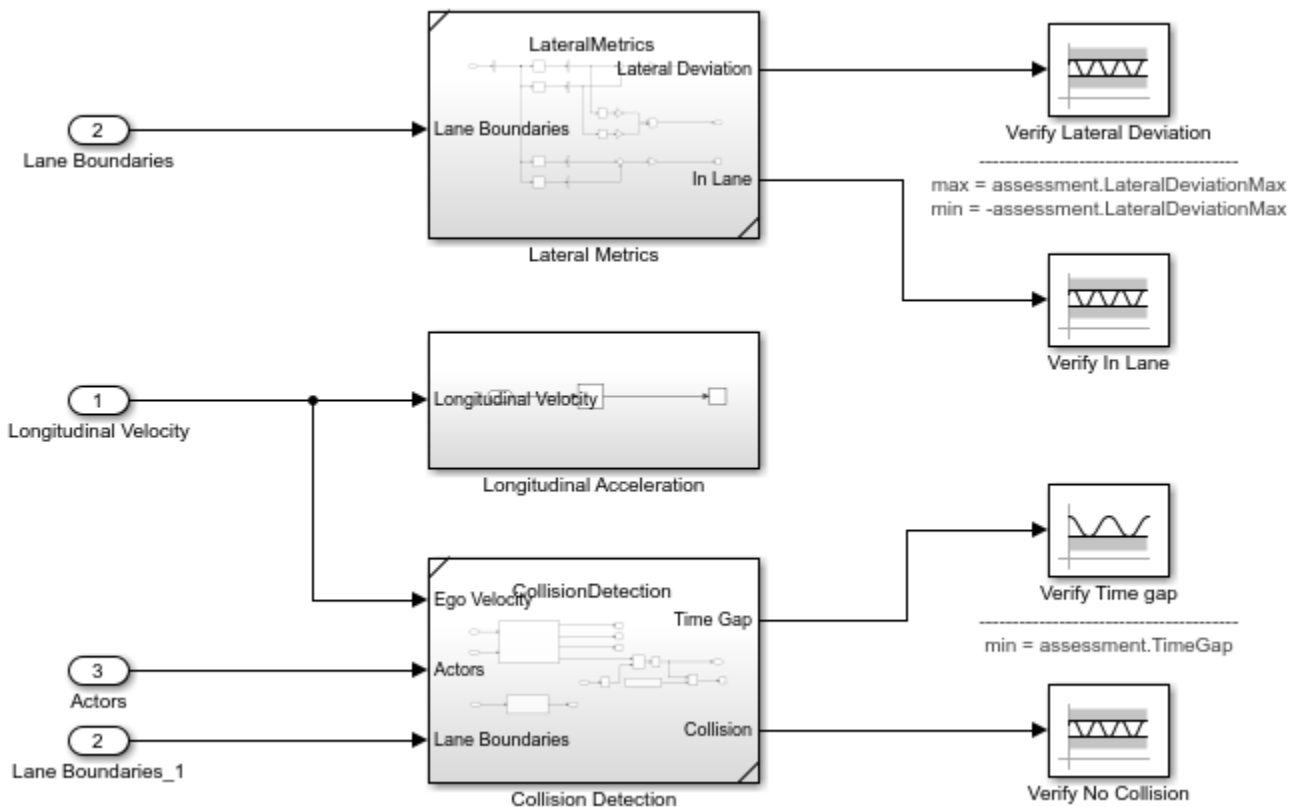 LateralMetrics
Lateral Deviation
2
Lane Boundaries
Lane Boundaries
In Lane
Lateral Metrics
Verify Lateral Deviation
---------------------------------------
max = assessment.LateralDeviationMax
min = -assessment.LateralDeviationMax
Verify In Lane
1
Longitudinal Velocity
Longitudinal Velocity
Longitudinal Acceleration
CollisionDetection
Ego Velocity
Time Gap
3
Actors
Actors
2
Lane Boundaries_1
Lane Boundaries
Collision
Collision Detection
Verify Time gap
---------------------------------------
min = assessment.TimeGap
Verify No Collision